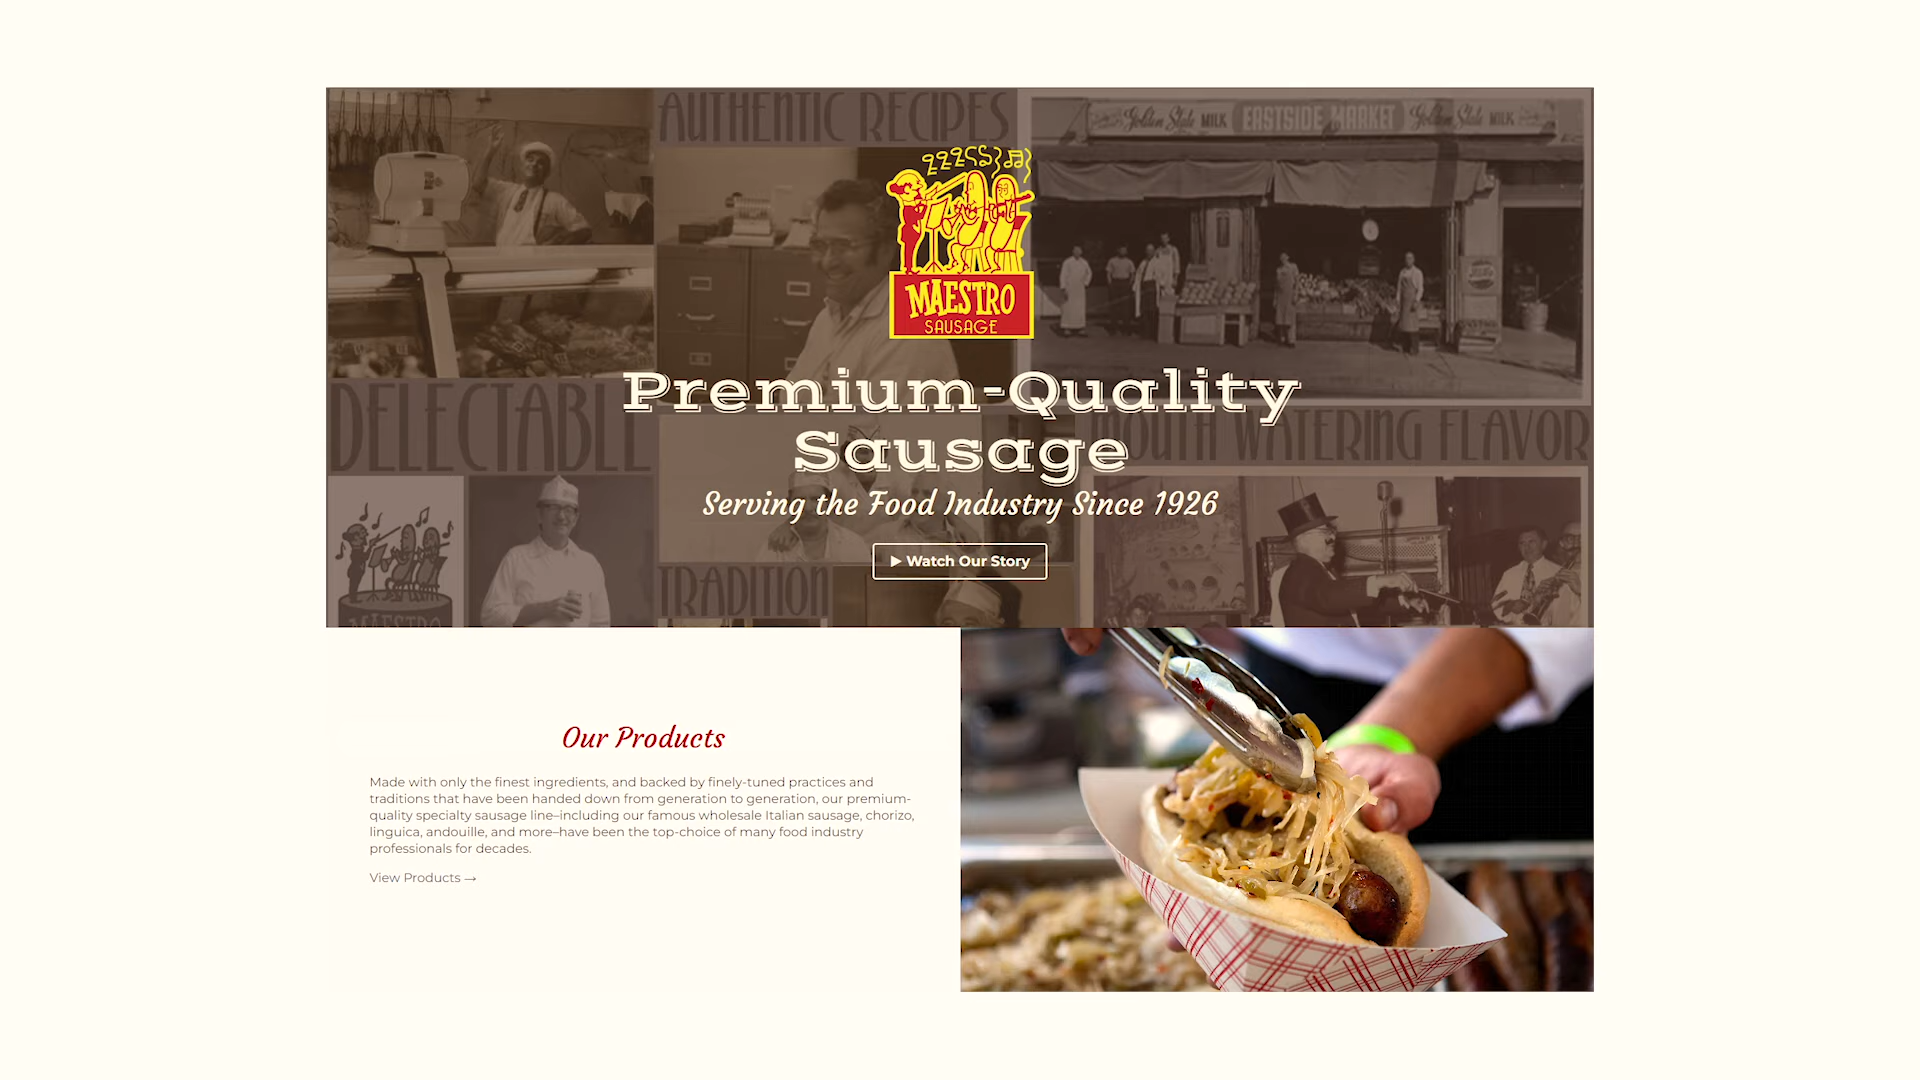 AUTHENTIC RECIPES
Golden State MILK EASTSIDE MARKET Golden State MILK
MAESTRO
SAUSAGE
Premium-Quality
Sausage
DELECTABLE
MOUTH WATERING FLAVOR
Serving the Food Industry Since 1926
▶ Watch Our Story
TRADITION
MAESTRO
Our Products
Made with only the finest ingredients, and backed by finely-tuned practices and
traditions that have been handed down from generation to generation, our premium-
quality specialty sausage line–including our famous wholesale Italian sausage, chorizo,
linguica, andouille, and more–have been the top-choice of many food industry
professionals for decades.
View Products →